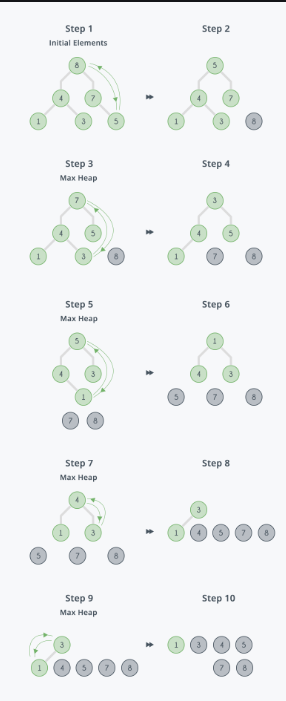 Step 1 Step 2
Initial Elements
8 5
4 7 4 7
1 3 5 1 3 8
Step 3 Step 4
Max Heap
7 3
4 5 4 5
1 3 8 1 7 8
Step 5 Step 6
Max Heap
5 1
4 3 4 3
1 5 7 8
7 8
Step 7 Step 8
Max Heap
4 3
1 3 1 4 5 7 8
5 7 8
Step 9 Step 10
Max Heap
3 1 3 4 5
1 4 5 7 8 7 8